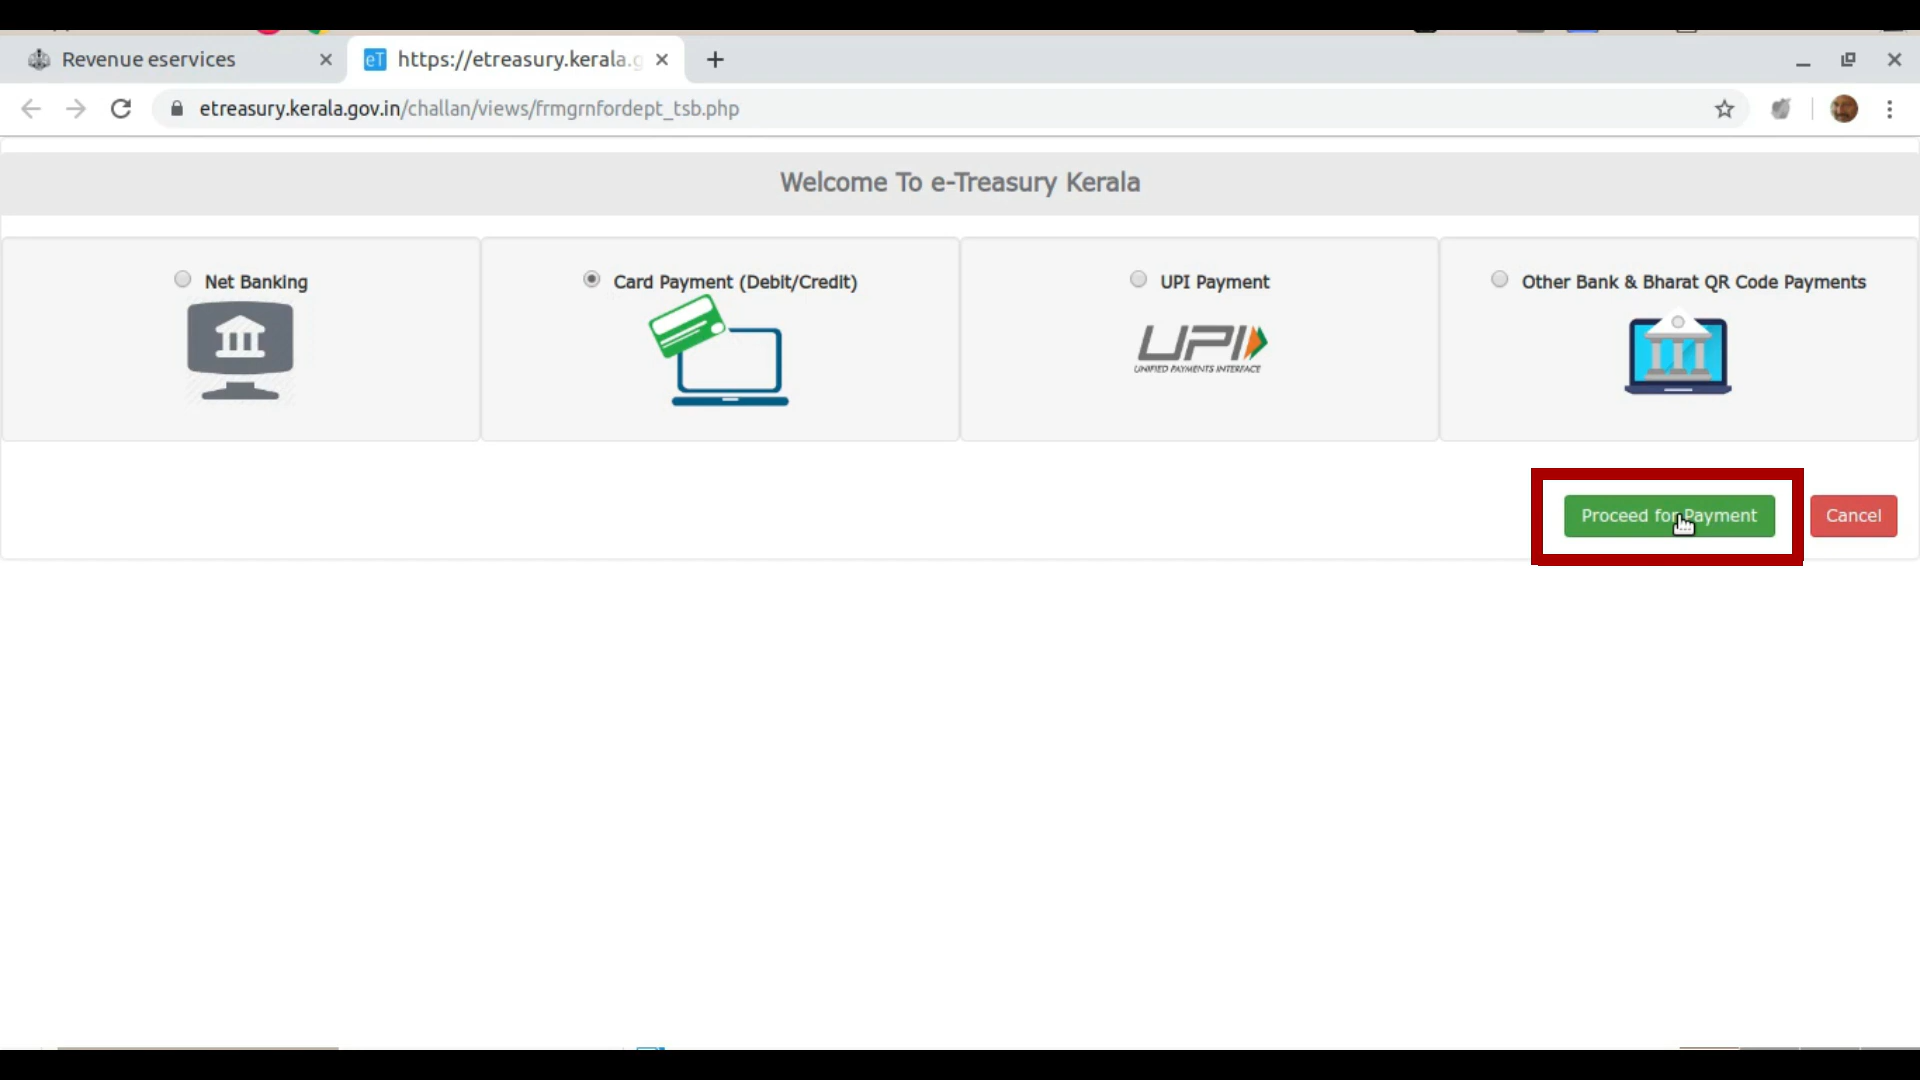 Revenue eservices
eT https://etreasury.kerala.g
etreasury.kerala.gov.in/challan/views/frmgrnfordept_tsb.php
Welcome To e-Treasury Kerala
Net Banking
Card Payment (Debit/Credit)
UPI Payment
Other Bank & Bharat QR Code Payments
UPI
UNIFIED PAYMENTS INTERFACE
Proceed for Payment
Cancel